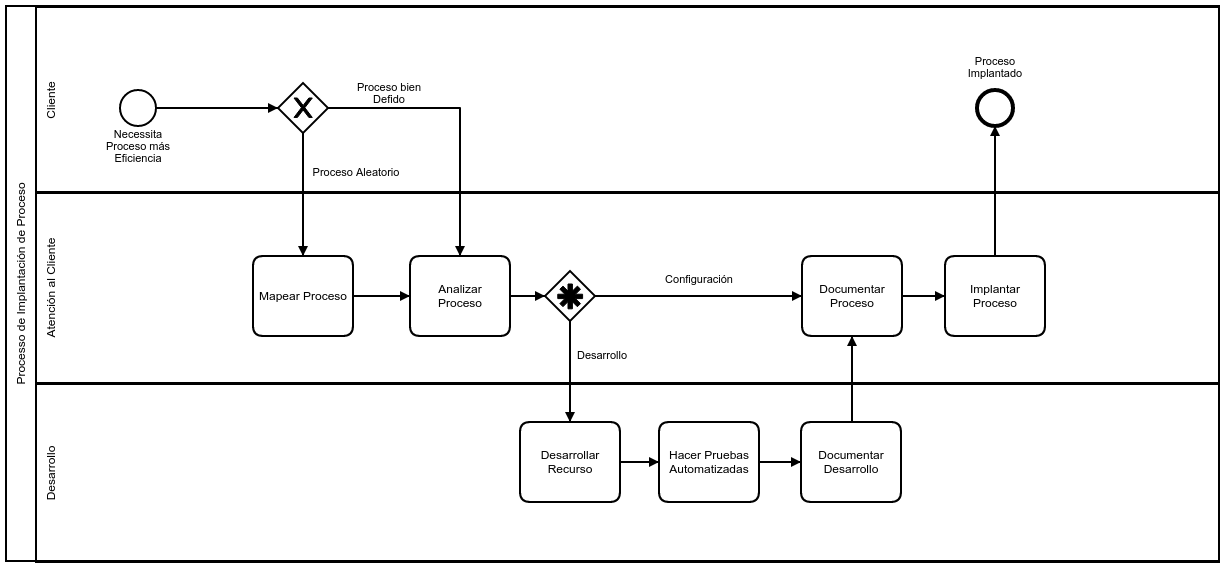 Processo de Implantación de Proceso
Cliente
Necessita
Proceso más
Eficiencia
Proceso bien
Defido
Proceso Aleatorio
Proceso
Implantado
Atención al Cliente
Mapear Proceso
Analizar
Proceso
Configuración
Desarrollo
Documentar
Proceso
Implantar
Proceso
Desarrollo
Desarrollar
Recurso
Hacer Pruebas
Automatizadas
Documentar
Desarrollo